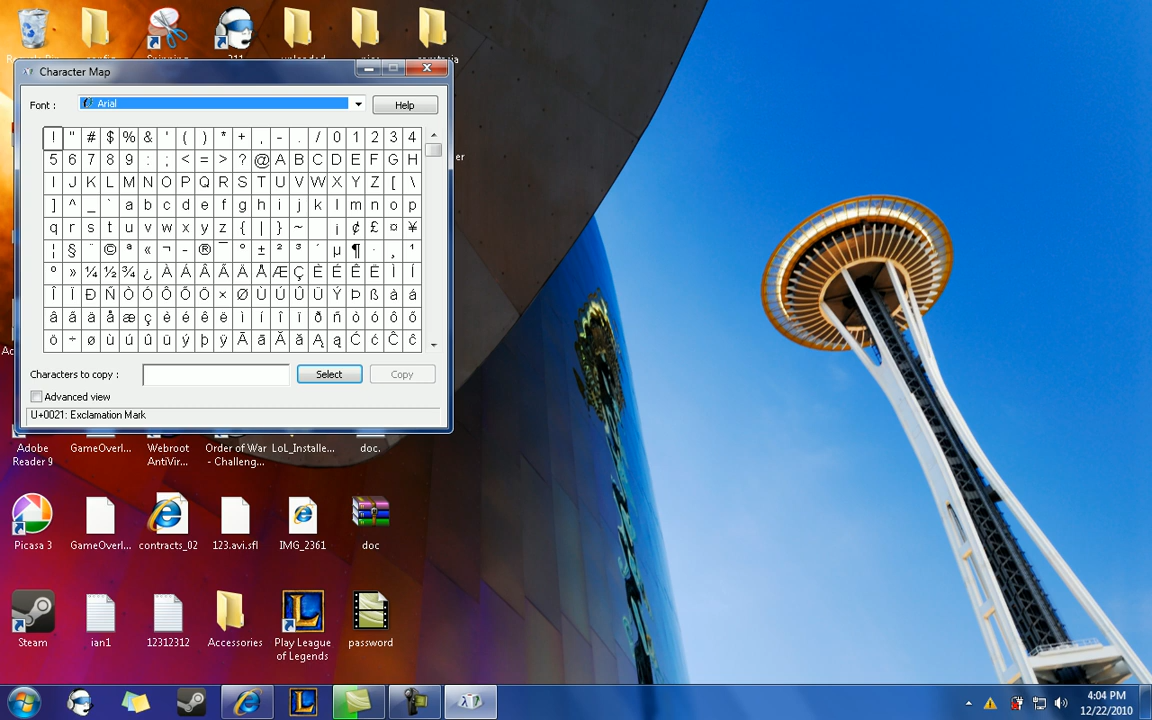 Character Map
Font :
Arial
Help
! " # $ % & ' ( ) * + , - . / 0 1 2 3 4
5 6 7 8 9 : ; < = > ? @ A B C D E F G H
I J K L M N O P Q R S T U V W X Y Z [ \
] ^ _ ` a b c d e f g h i j k l m n o p
q r s t u v w x y z { | } ~ ¡ ¢ £ ¤ ¥
¦ § ¨ © ª « ¬ - ® ¯ ° ± ² ³ ´ µ ¶ · ¸ ¹
º » ¼ ½ ¾ ¿ À Á Â Ã Ä Å Æ Ç È É Ê Ë Ì Í
Î Ï Ð Ñ Ò Ó Ô Õ Ö × Ø Ù Ú Û Ü Ý Þ ß à á
â ã ä å æ ç è é ê ë ì í î ï ð ñ ò ó ô õ
ö ÷ ø ù ú û ü ý þ ÿ Ā ā Ă ă Ą ą Ć ć Ĉ ĉ
Characters to copy :
Select
Copy
Advanced view
U+0021: Exclamation Mark
Adobe
Reader 9
GameOverl...
Webroot
AntiVir...
Order of War
- Challeng...
LoL_Installe...
doc.
Picasa 3
GameOverl...
contracts_02
123.avi.sfl
IMG_2361
doc
Steam
ian1
12312312
Accessories
Play League
of Legends
password
4:04 PM
12/22/2010